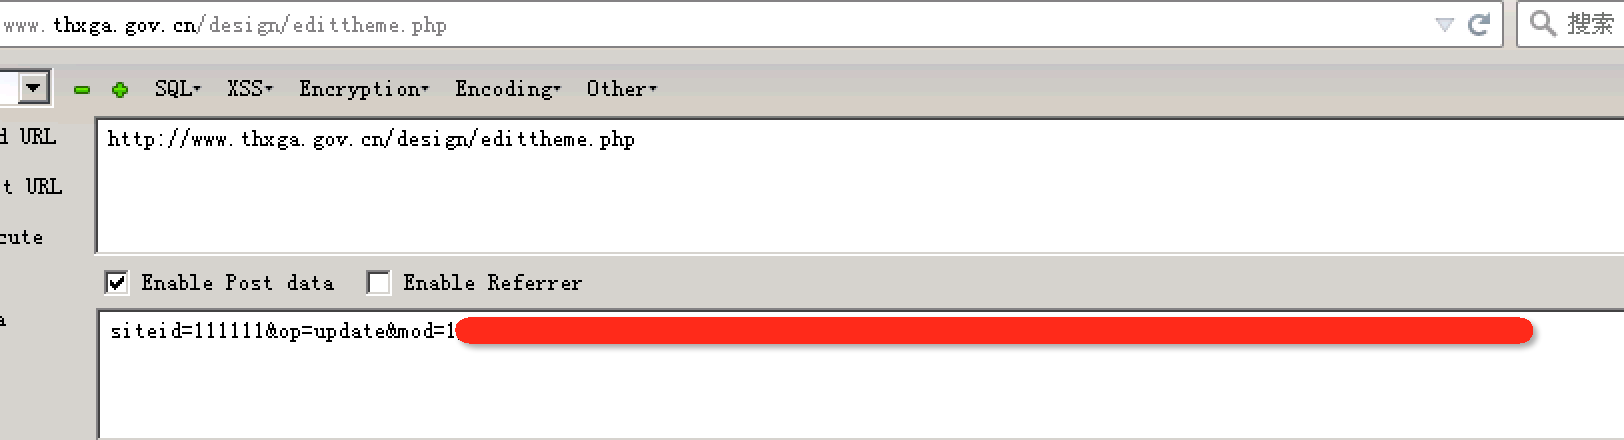 www.thxga.gov.cn/design/edittheme.php
搜索
SQL XSS Encryption Encoding Other
URL
http://www.thxga.gov.cn/design/edittheme.php
t URL
cute
Enable Post data Enable Referrer
a
siteid=111111&op=update&mod=1